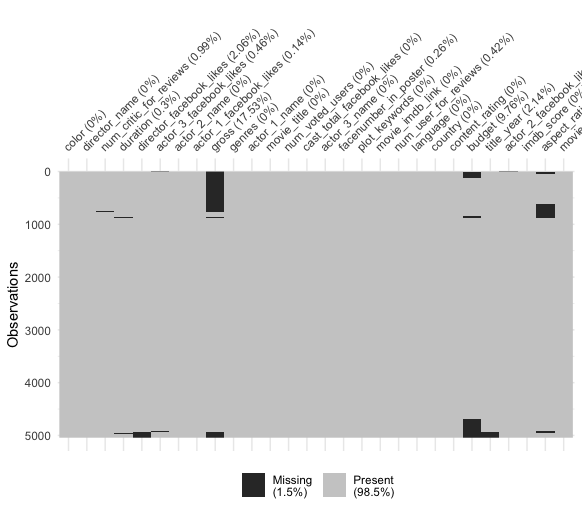 color (0%)
director_name (0%)
num_critic_for_reviews (0.99%)
duration (0.3%)
director_facebook_likes (2.06%)
actor_3_facebook_likes (0.46%)
actor_2_name (0%)
actor_1_facebook_likes (0.14%)
gross (17.53%)
genres (0%)
actor_1_name (0%)
movie_title (0%)
num_voted_users (0%)
cast_total_facebook_likes (0%)
actor_3_name (0%)
facenumber_in_poster (0.26%)
plot_keywords (0%)
movie_imdb_link (0%)
num_user_for_reviews (0.42%)
language (0%)
country (0%)
content_rating (0%)
budget (9.76%)
title_year (2.14%)
actor_2_facebook_lik
imdb_score (0%
aspect_rat
movie
0
1000
2000
3000
4000
5000
Observations
Missing
(1.5%)
Present
(98.5%)